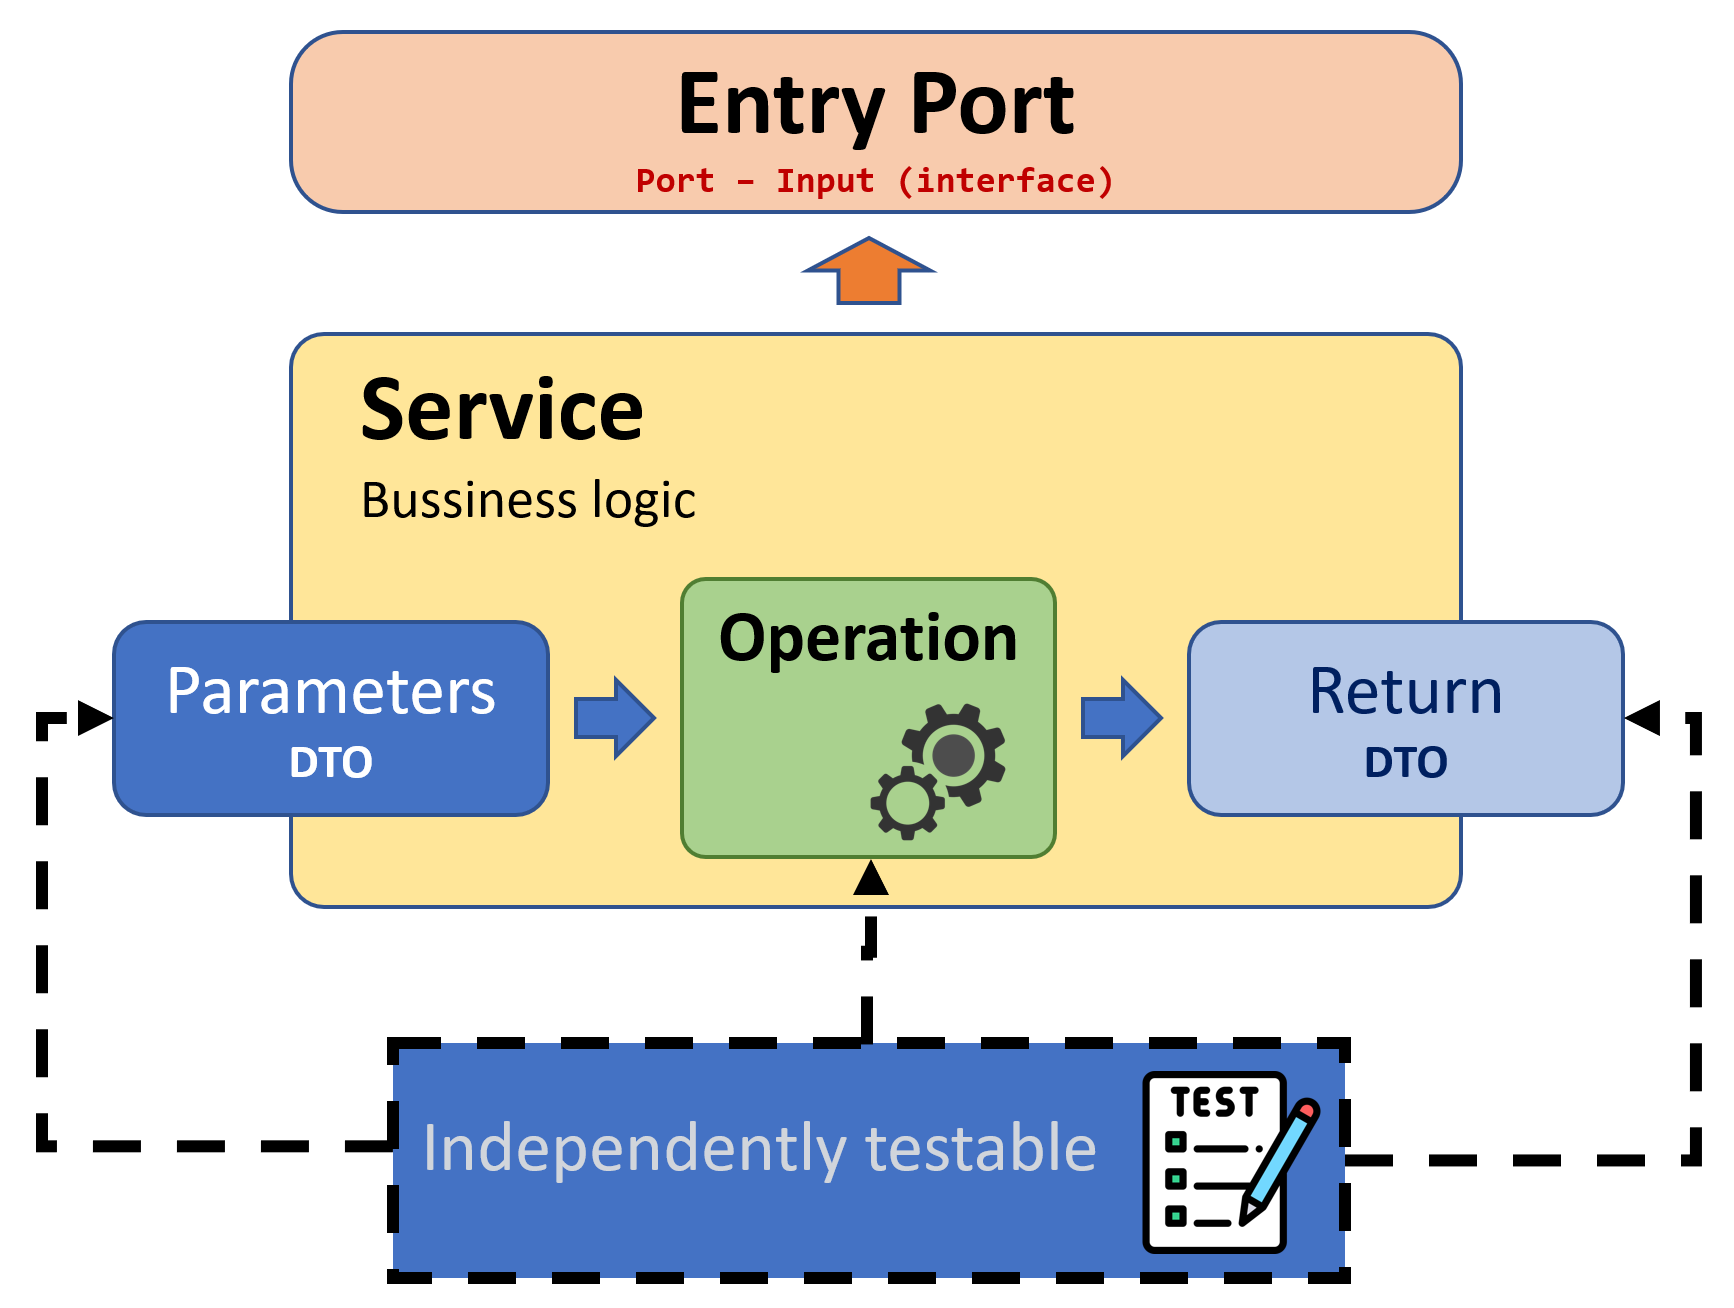 Entry Port
Port – Input (interface)
Service
Bussiness logic
Operation
Parameters
DTO
Return
DTO
Independently testable
TEST